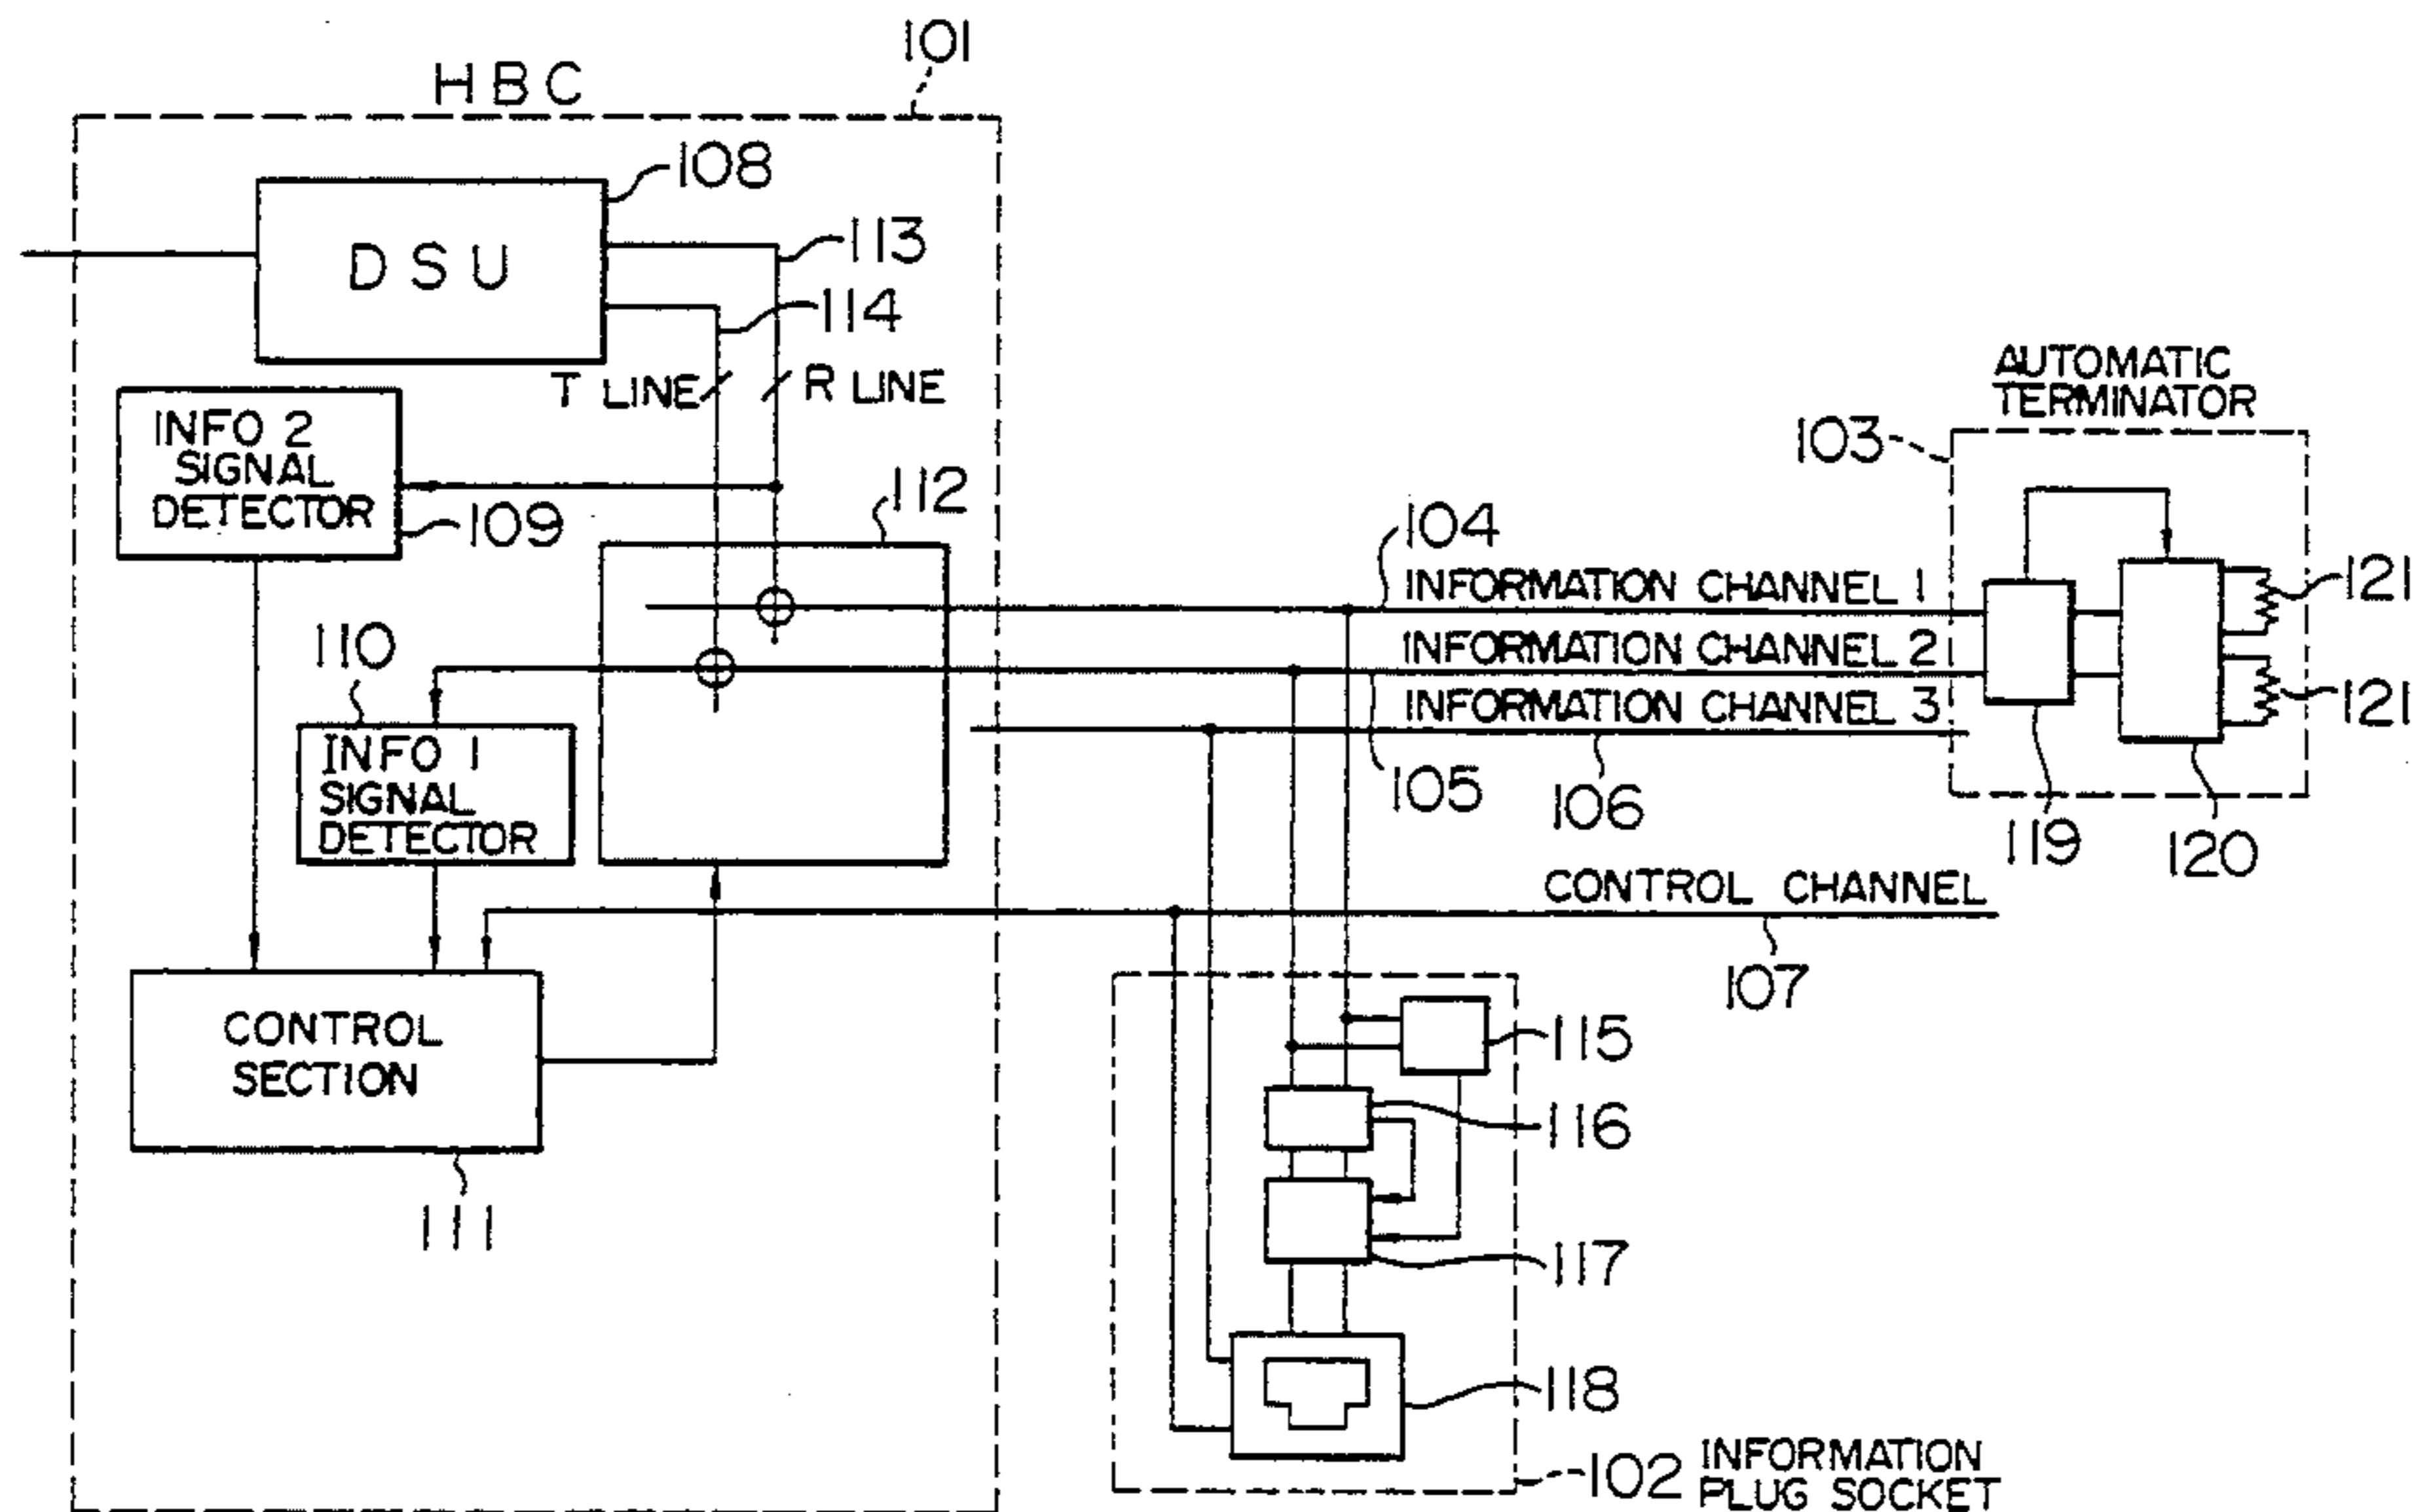 101
HBC
108
DSU
113
114
T LINE
R LINE
INFO 2
SIGNAL
DETECTOR
109
112
AUTOMATIC
TERMINATOR
103
104
INFORMATION CHANNEL 1
121
110
INFORMATION CHANNEL 2
INFORMATION CHANNEL 3
121
INFO 1
SIGNAL
DETECTOR
105
106
119
120
CONTROL CHANNEL
107
CONTROL
SECTION
111
115
116
117
118
102
INFORMATION
PLUG SOCKET